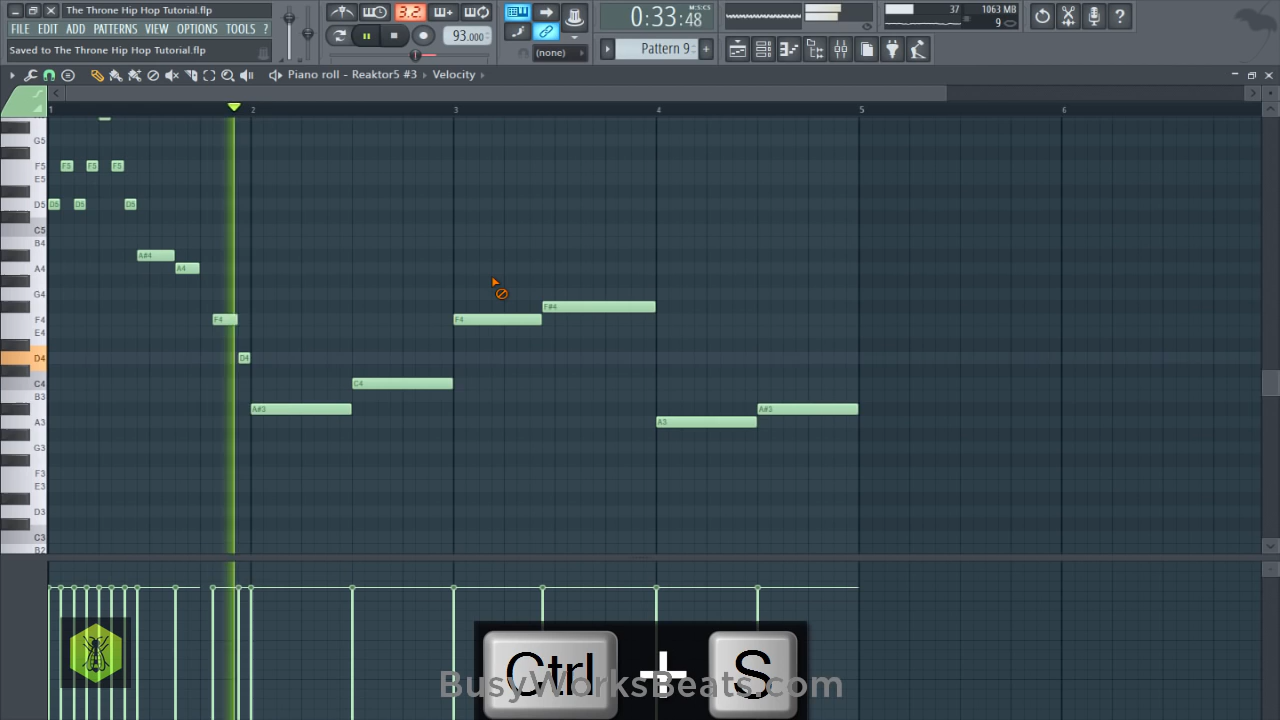 The Throne Hip Hop Tutorial.flp
FILE EDIT ADD PATTERNS VIEW OPTIONS TOOLS ?
Saved to The Throne Hip Hop Tutorial.flp
3.2
93.000
(none)
0:33:48
M:S:CS
Pattern 9
37
1063 MB
9
Piano roll - Reaktor5 #3 Velocity
1 2 3 4 5 6
G5
F5 F5 F5 F5
E5
D5 D5 D5 D5
C5
B4
A#4
A4 A4
G4
F#4
F4 F4 F4
E4
D4 D4
C4 C4
B3
A#3 A#3
A3 A3
G3
F3
E3
D3
C3
B2
Ctrl + S
BusyWorksBeats.com